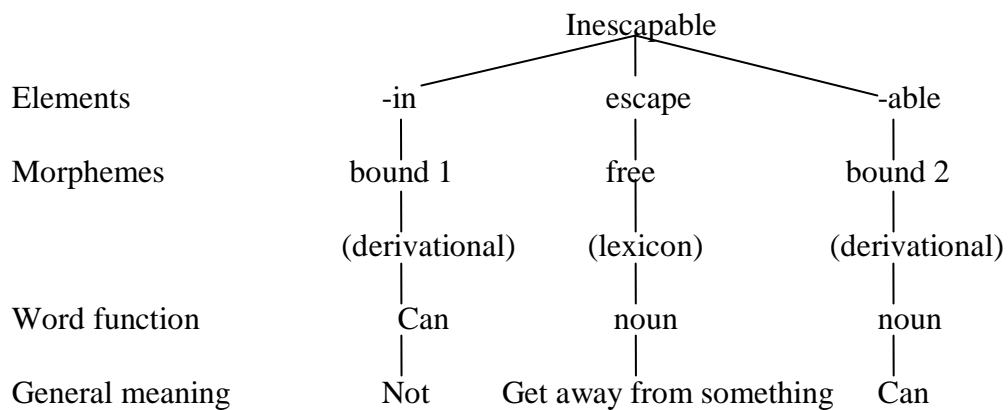 Inescapable
Elements -in escape -able
Morphemes bound 1 free bound 2
(derivational) (lexicon) (derivational)
Word function Can noun noun
General meaning Not Get away from something Can